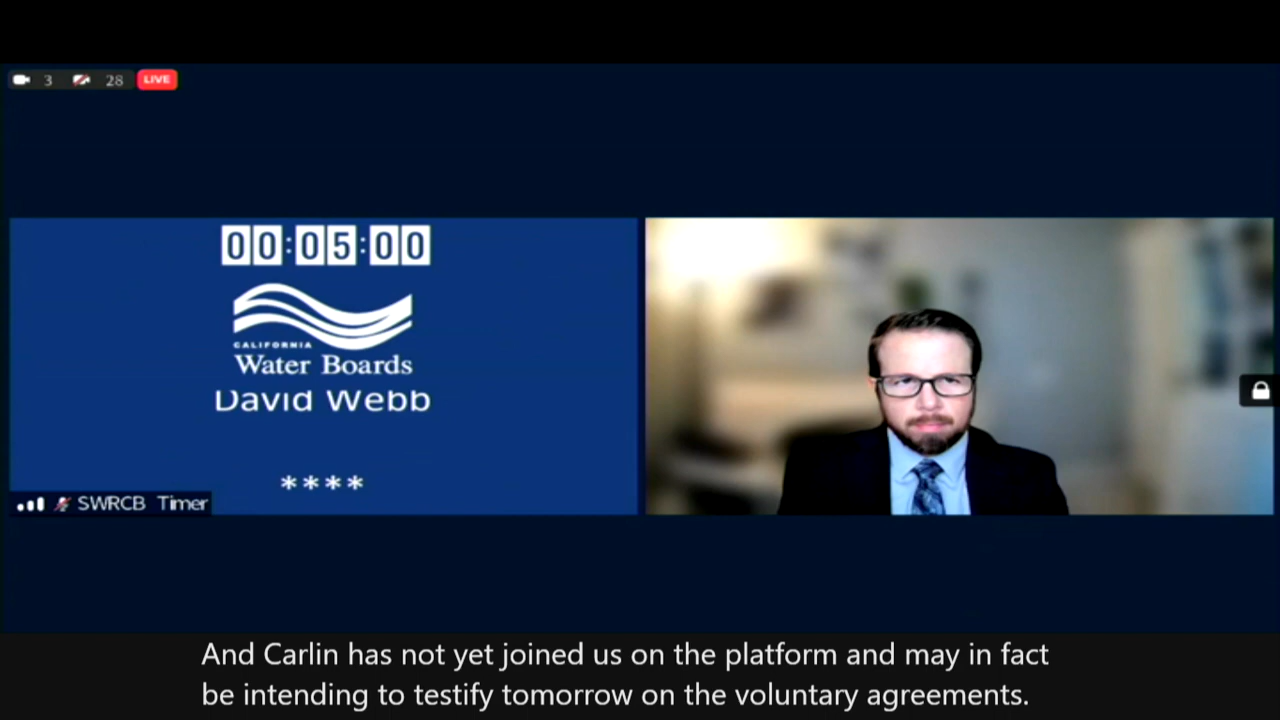 3 28 LIVE
00:05:00
CALIFORNIA
Water Boards
David Webb
****
SWRCB Timer
And Carlin has not yet joined us on the platform and may in fact
be intending to testify tomorrow on the voluntary agreements.